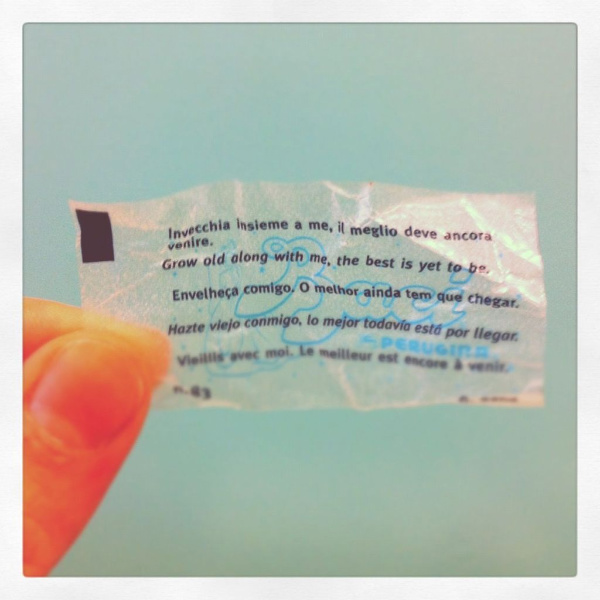 Invecchia insieme a me, il meglio deve ancora
venire.
Grow old along with me, the best is yet to be.
Envelheça comigo. O melhor ainda tem que chegar.
Hazte viejo conmigo, lo mejor todavía está por llegar.
Vieillis avec moi. Le meilleur est encore à venir.
n.63
Baci
PERUGINA